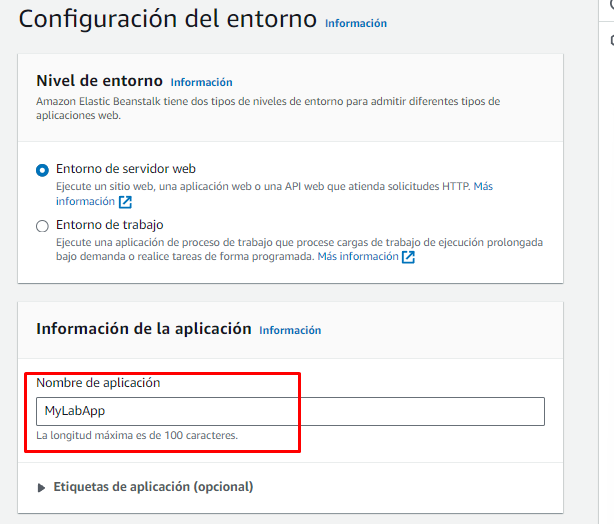 Configuración del entorno Información
Nivel de entorno Información
Amazon Elastic Beanstalk tiene dos tipos de niveles de entorno para admitir diferentes tipos de
aplicaciones web.
Entorno de servidor web
Ejecute un sitio web, una aplicación web o una API web que atienda solicitudes HTTP. Más
información
Entorno de trabajo
Ejecute una aplicación de proceso de trabajo que procese cargas de trabajo de ejecución prolongada
bajo demanda o realice tareas de forma programada. Más información
Información de la aplicación Información
Nombre de aplicación
MyLabApp
La longitud máxima es de 100 caracteres.
Etiquetas de aplicación (opcional)